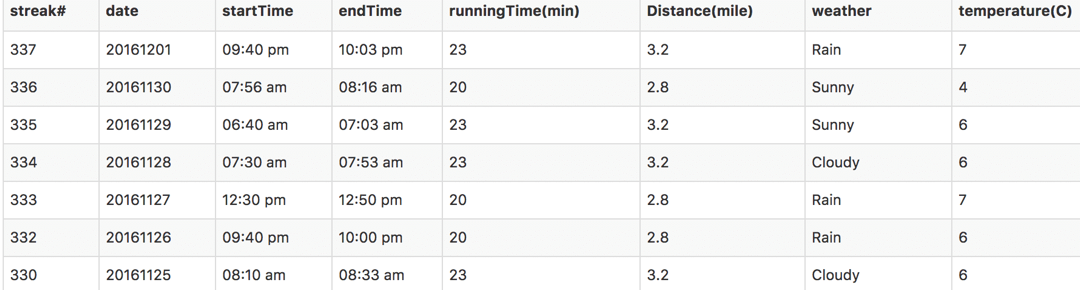 streak# date startTime endTime runningTime(min) Distance(mile) weather temperature(C)
337 20161201 09:40 pm 10:03 pm 23 3.2 Rain 7
336 20161130 07:56 am 08:16 am 20 2.8 Sunny 4
335 20161129 06:40 am 07:03 am 23 3.2 Sunny 6
334 20161128 07:30 am 07:53 am 23 3.2 Cloudy 6
333 20161127 12:30 pm 12:50 pm 20 2.8 Rain 7
332 20161126 09:40 pm 10:00 pm 20 2.8 Rain 6
330 20161125 08:10 am 08:33 am 23 3.2 Cloudy 6